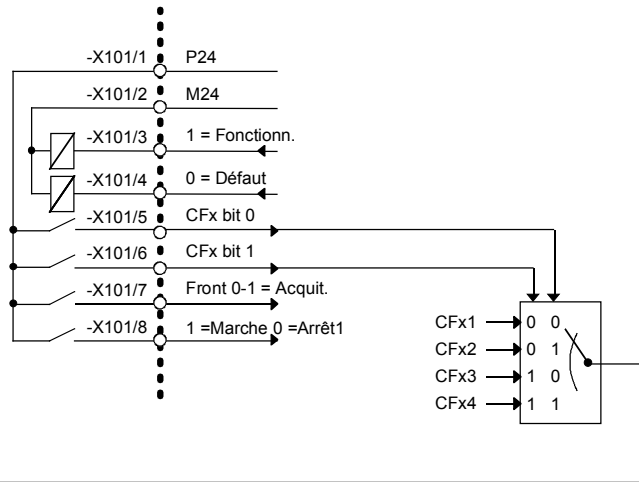 -X101/1 P24
-X101/2 M24
-X101/3 1 = Fonctionn.
-X101/4 0 = Défaut
-X101/5 CFx bit 0
-X101/6 CFx bit 1
-X101/7 Front 0-1 = Acquit.
-X101/8 1 =Marche 0 =Arrêt1
CFx1 0 0
CFx2 0 1
CFx3 1 0
CFx4 1 1